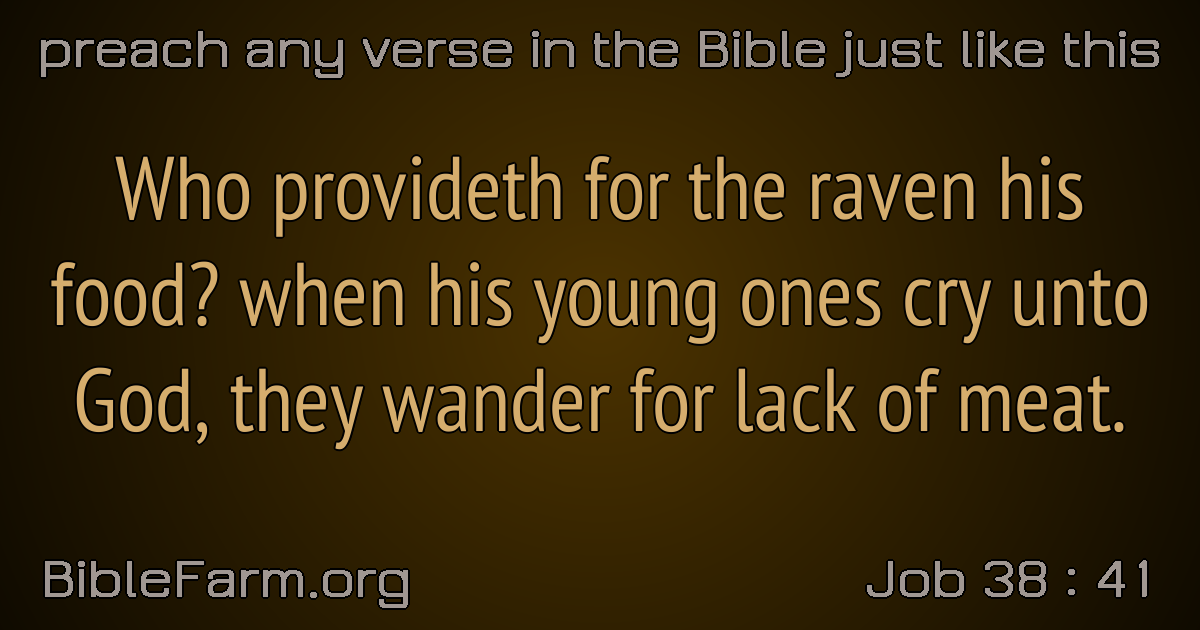 preach any verse in the Bible just like this
Who provideth for the raven his
food? when his young ones cry unto
God, they wander for lack of meat.
BibleFarm.org
Job 38 : 41